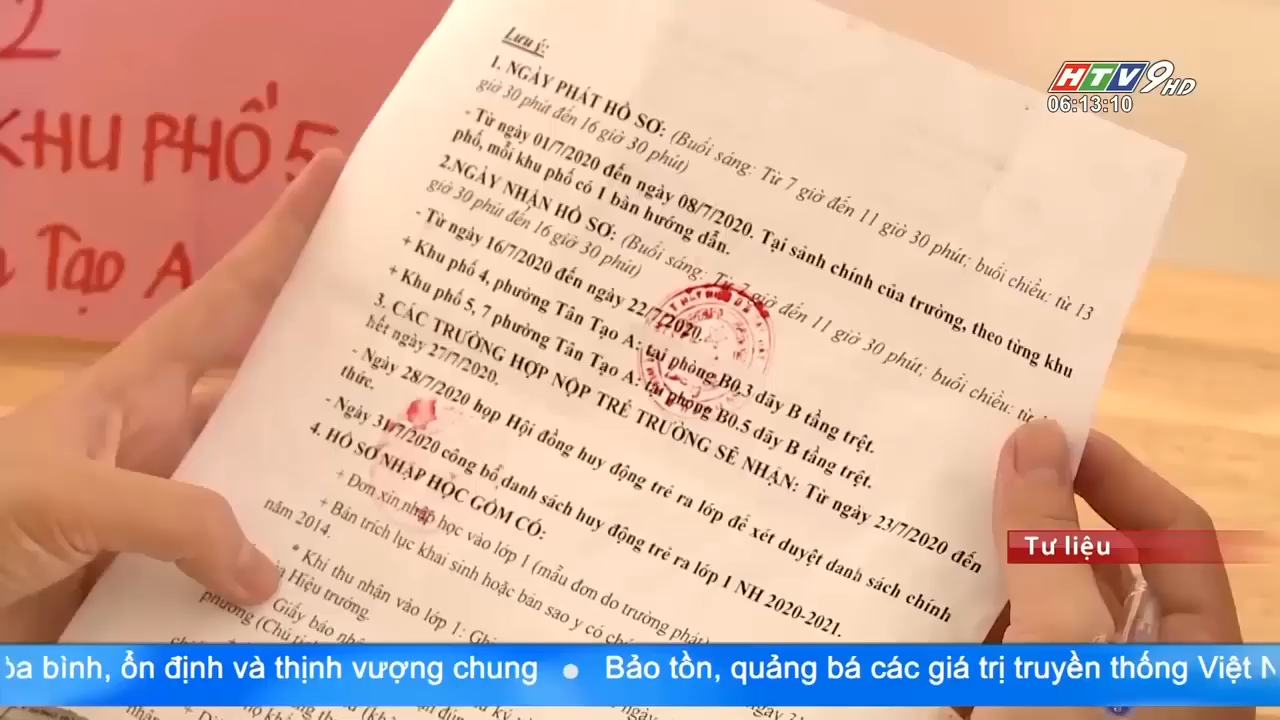 2
KHU PHỐ 5
TẠO A
HTV9 HD
06:13:10
Lưu ý:
1. NGÀY PHÁT HỒ SƠ: (Buổi sáng: Từ 7 giờ đến 11 giờ 30 phút; buổi chiều: từ 13
giờ 30 phút đến 16 giờ 30 phút)
- Từ ngày 01/7/2020 đến ngày 08/7/2020. Tại sảnh chính của trường, theo từng khu
phố, mỗi khu phố có 1 bàn hướng dẫn.
2.NGÀY NHẬN HỒ SƠ: (Buổi sáng: Từ 7 giờ đến 11 giờ 30 phút; buổi chiều: từ
giờ 30 phút đến 16 giờ 30 phút)
- Từ ngày 16/7/2020 đến ngày 22/7/2020.
+ Khu phố 4, phường Tân Tạo A: tại phòng B0.3 dãy B tầng trệt.
+ Khu phố 5, 7 phường Tân Tạo A: tại phòng B0.5 dãy B tầng trệt.
3. CÁC TRƯỜNG HỢP NỘP TRỄ TRƯỜNG SẼ NHẬN: Từ ngày 23/7/2020 đến
hết ngày 27/7/2020.
- Ngày 28/7/2020 họp Hội đồng huy động trẻ ra lớp để xét duyệt danh sách chính
thức.
- Ngày 31/7/2020 công bố danh sách huy động trẻ ra lớp 1 NH 2020-2021.
4. HỒ SƠ NHẬP HỌC GỒM CÓ:
+ Đơn xin nhập học vào lớp 1 (mẫu đơn do trường phát)
+ Bản trích lục khai sinh hoặc bản sao y có
năm 2014.
* Khi thu nhận vào lớp 1:
Hiệu trưởng.
Giấy báo
phương (Chủ
Tư liệu
bình, ổn định và thịnh vượng chung ● Bảo tồn, quảng bá các giá trị truyền thống Việt